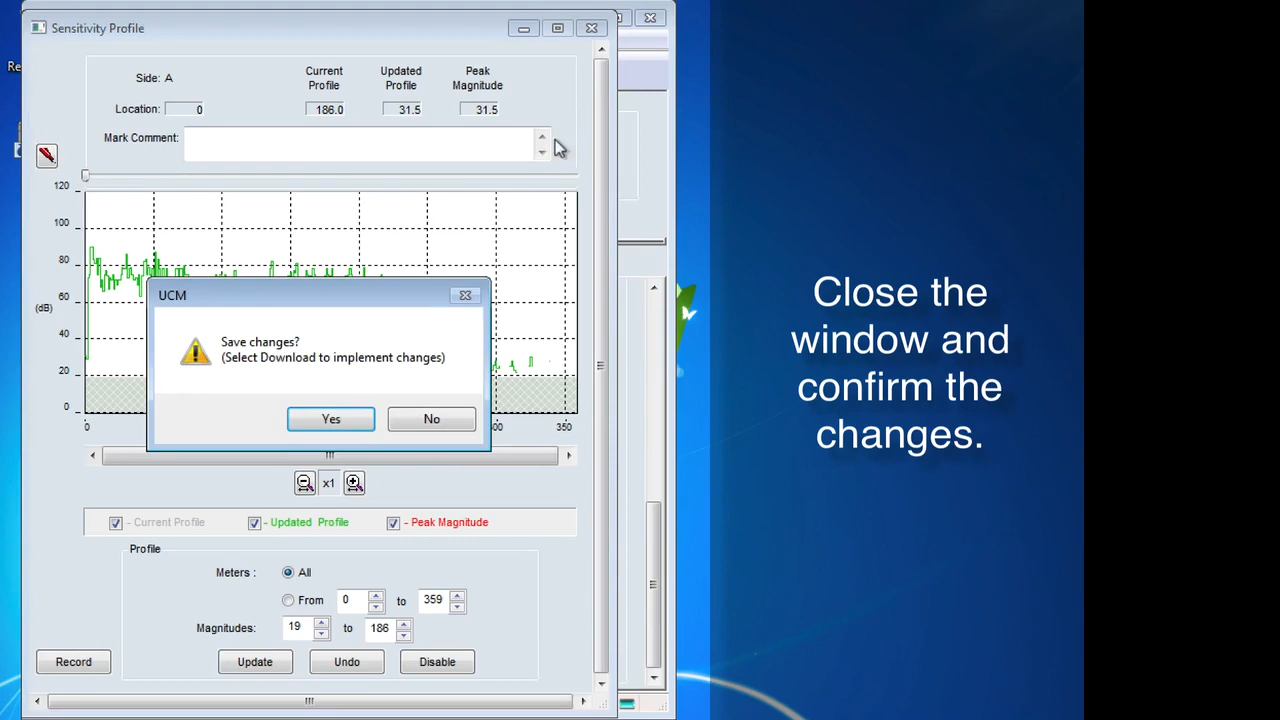 Sensitivity Profile
Re
Side: A
Current Profile
Updated Profile
Peak Magnitude
Location: 0 186.0 31.5 31.5
Mark Comment:
120
100
80
60
(dB)
40
20
0
0 350
UCM
Save changes?
(Select Download to implement changes)
Yes No
x1
- Current Profile - Updated Profile - Peak Magnitude
Profile
Meters : All
From 0 to 359
Magnitudes: 19 to 186
Record Update Undo Disable
Close the
window and
confirm the
changes.